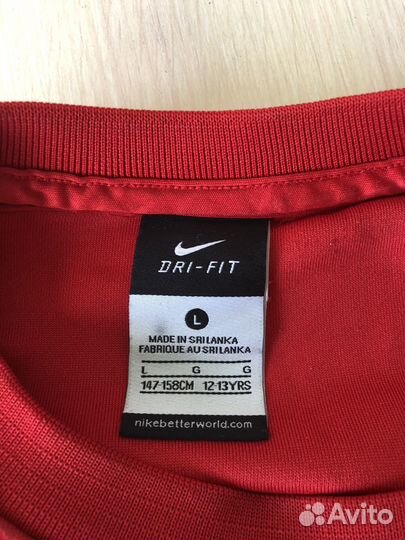 DRI-FIT
L
MADE IN SRI LANKA
FABRIQUE AU SRI LANKA
L G G
147-158CM 12-13YRS
nikebetterworld.com
Avito